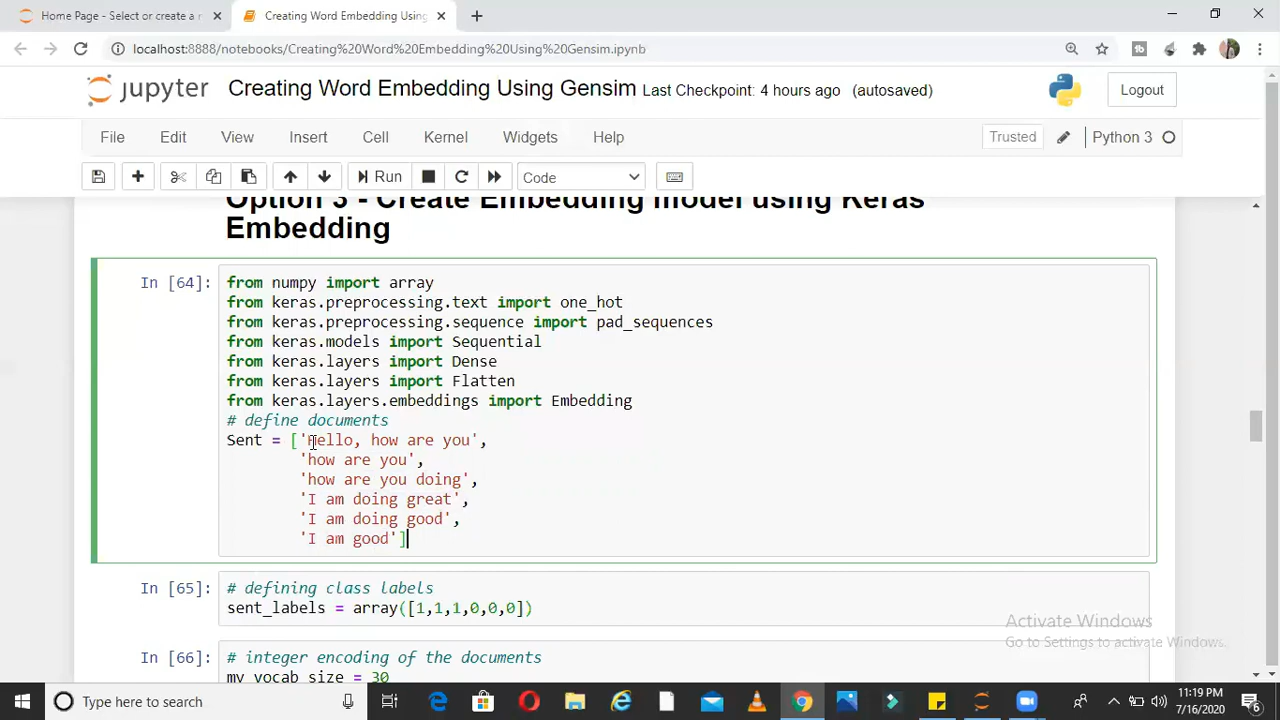 Home Page - Select or create a n
Creating Word Embedding Using
localhost:8888/notebooks/Creating%20Word%20Embedding%20Using%20Gensim.ipynb
jupyter
Creating Word Embedding Using Gensim Last Checkpoint: 4 hours ago (autosaved)
Logout
File Edit View Insert Cell Kernel Widgets Help
Trusted
Python 3
Run
Code
Option 3 - Create Embedding model using Keras
Embedding
In [64]:
from numpy import array
from keras.preprocessing.text import one_hot
from keras.preprocessing.sequence import pad_sequences
from keras.models import Sequential
from keras.layers import Dense
from keras.layers import Flatten
from keras.layers.embeddings import Embedding
# define documents
Sent = ['Hello, how are you',
'how are you',
'how are you doing',
'I am doing great',
'I am doing good',
'I am good']
In [65]:
# defining class labels
sent_labels = array([1,1,1,0,0,0])
Activate Windows
Go to Settings to activate Windows.
In [66]:
# integer encoding of the documents
my_vocab_size = 30
Type here to search
11:19 PM
7/16/2020
6